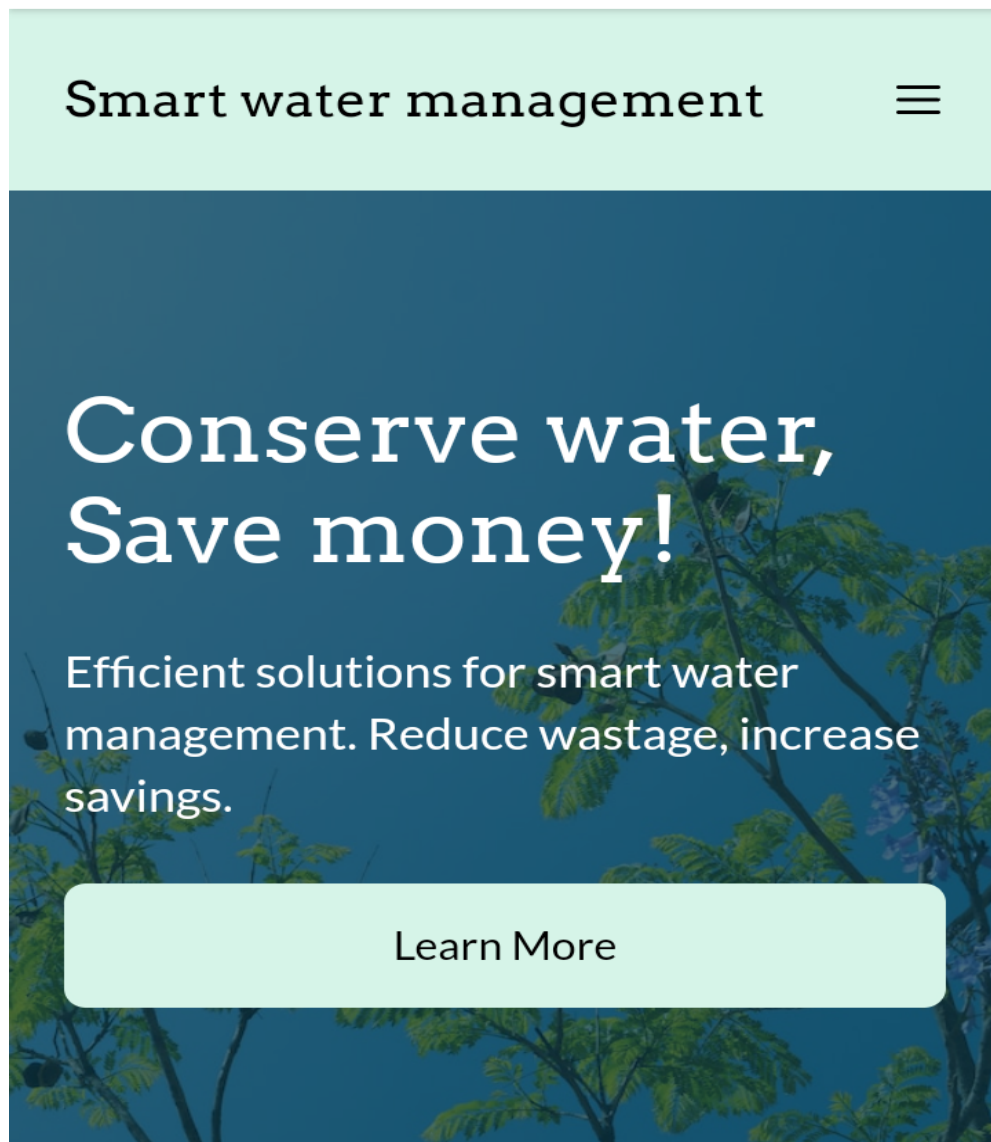 Smart water management
Conserve water,
Save money!
Efficient solutions for smart water
management. Reduce wastage, increase
savings.
Learn More